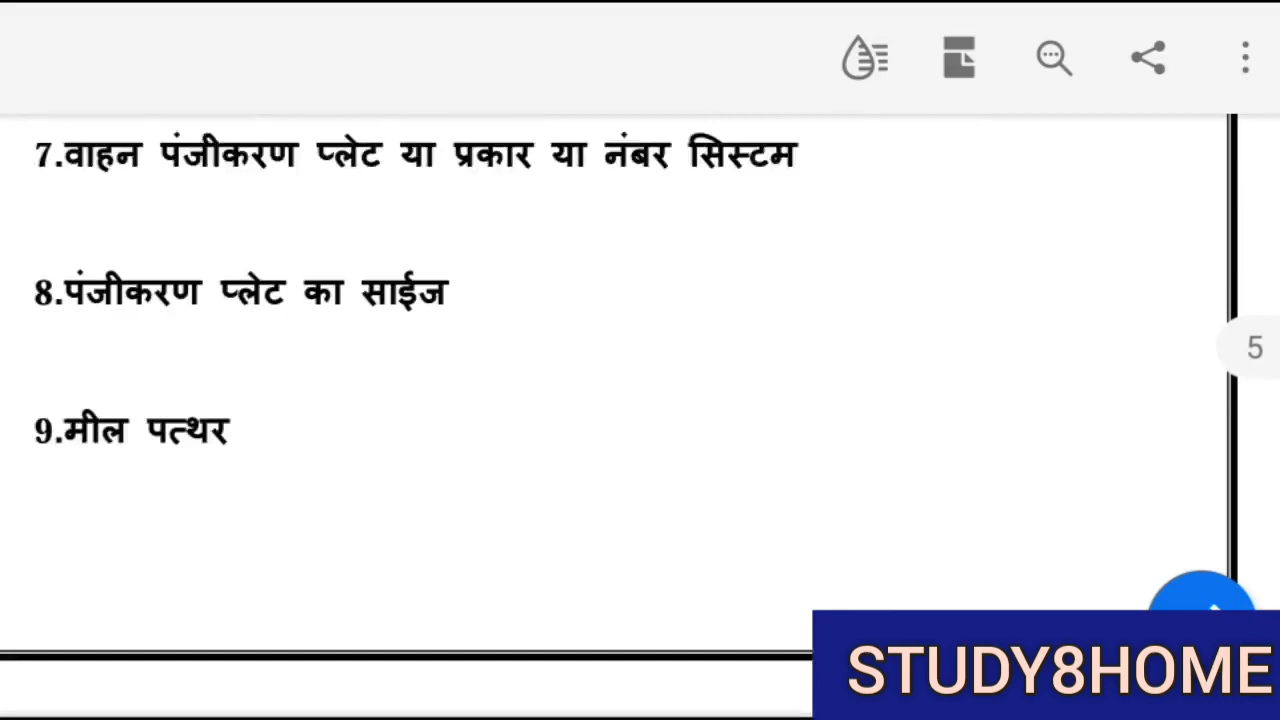 7.वाहन पंजीकरण प्लेट या प्रकार या नंबर सिस्टम
8.पंजीकरण प्लेट का साईज
5
9.मील पत्थर
STUDY8HOME